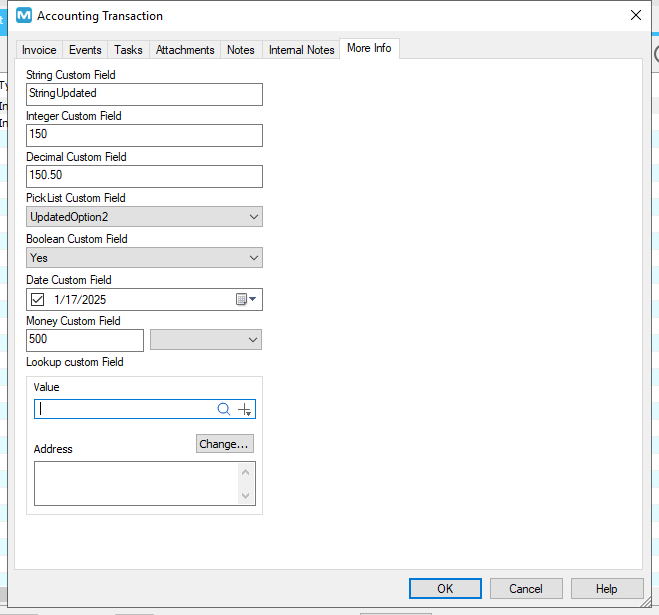 M Accounting Transaction
Invoice Events Tasks Attachments Notes Internal Notes More Info
String Custom Field
StringUpdated
Integer Custom Field
150
Decimal Custom Field
150.50
PickList Custom Field
UpdatedOption2
Boolean Custom Field
Yes
Date Custom Field
1/17/2025
Money Custom Field
500
Lookup custom Field
Value
Change...
Address
OK Cancel Help